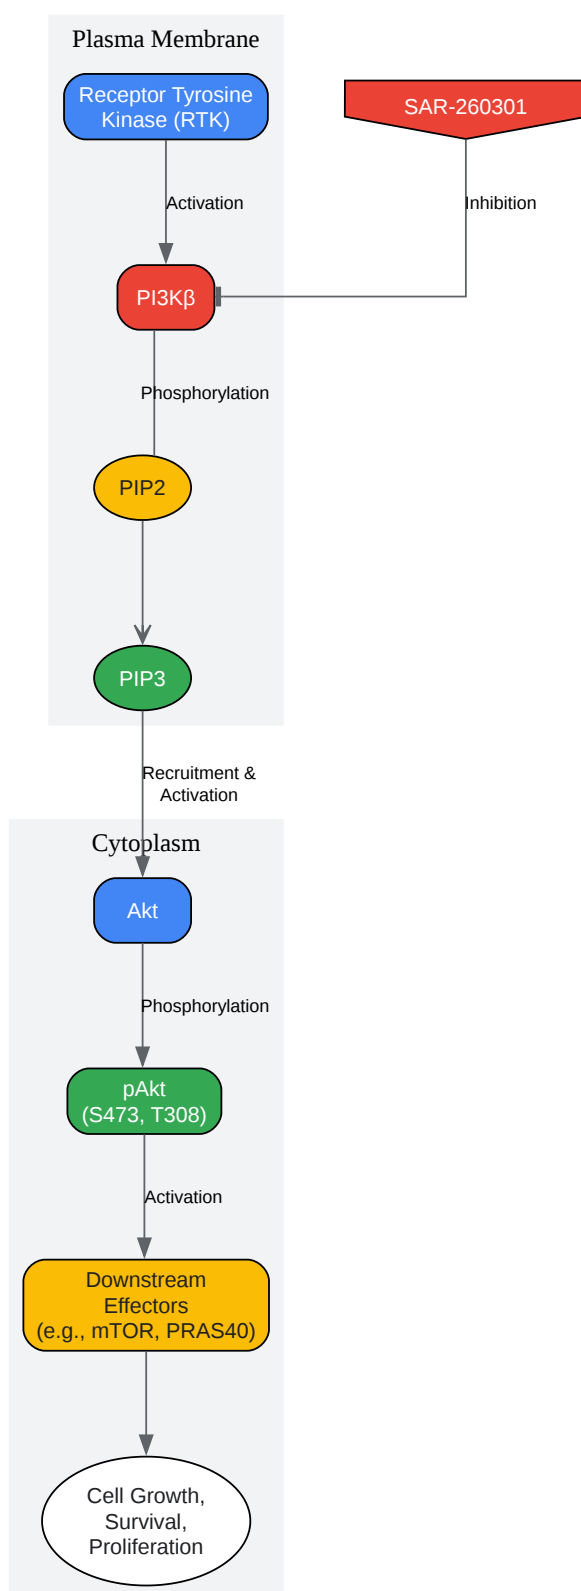 Plasma Membrane
Receptor Tyrosine
Kinase (RTK)
SAR-260301
Activation
Inhibition
PI3Kβ
Phosphorylation
PIP2
PIP3
Recruitment &
Activation
Cytoplasm
Akt
Phosphorylation
pAkt
(S473, T308)
Activation
Downstream
Effectors
(e.g., mTOR, PRAS40)
Cell Growth,
Survival,
Proliferation